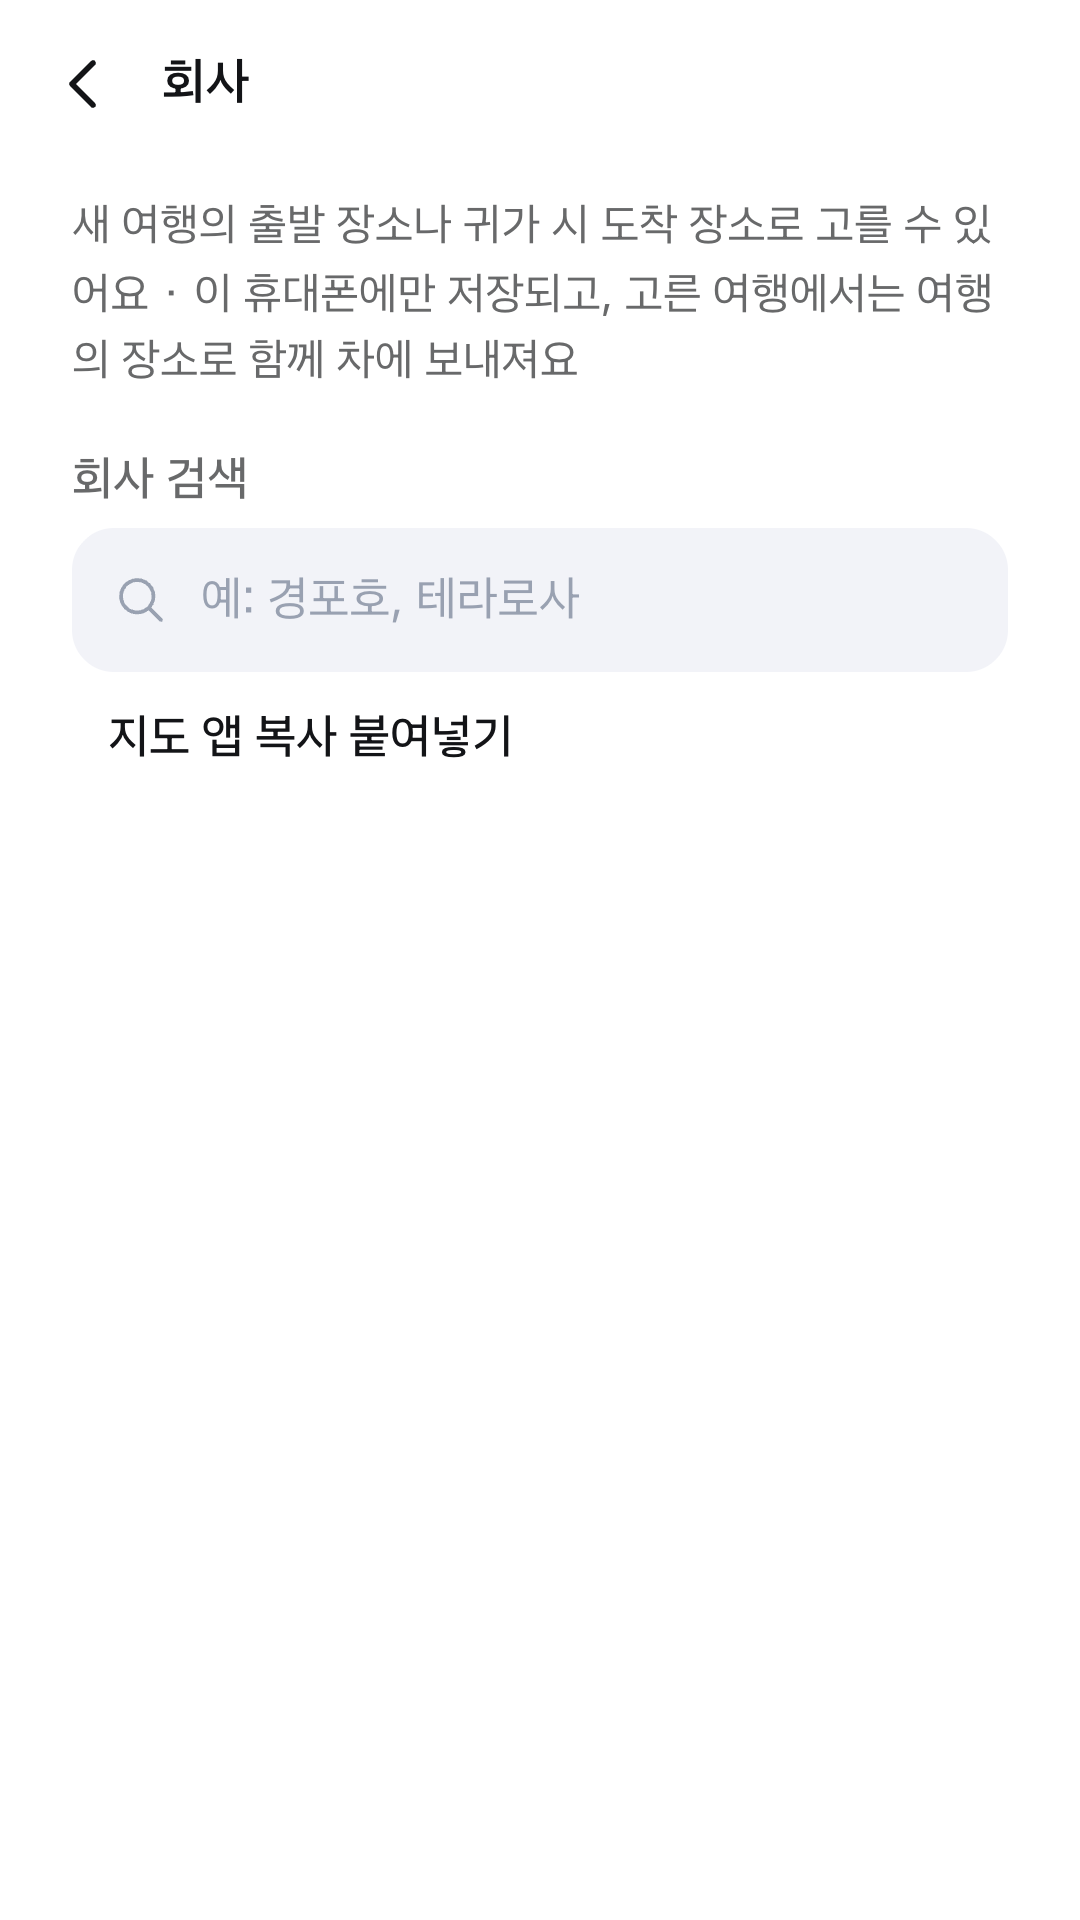 회사
새 여행의 출발 장소나 귀가 시 도착 장소로 고를 수 있
어요 · 이 휴대폰에만 저장되고, 고른 여행에서는 여행
의 장소로 함께 차에 보내져요
회사 검색
예: 경포호, 테라로사
지도 앱 복사 붙여넣기